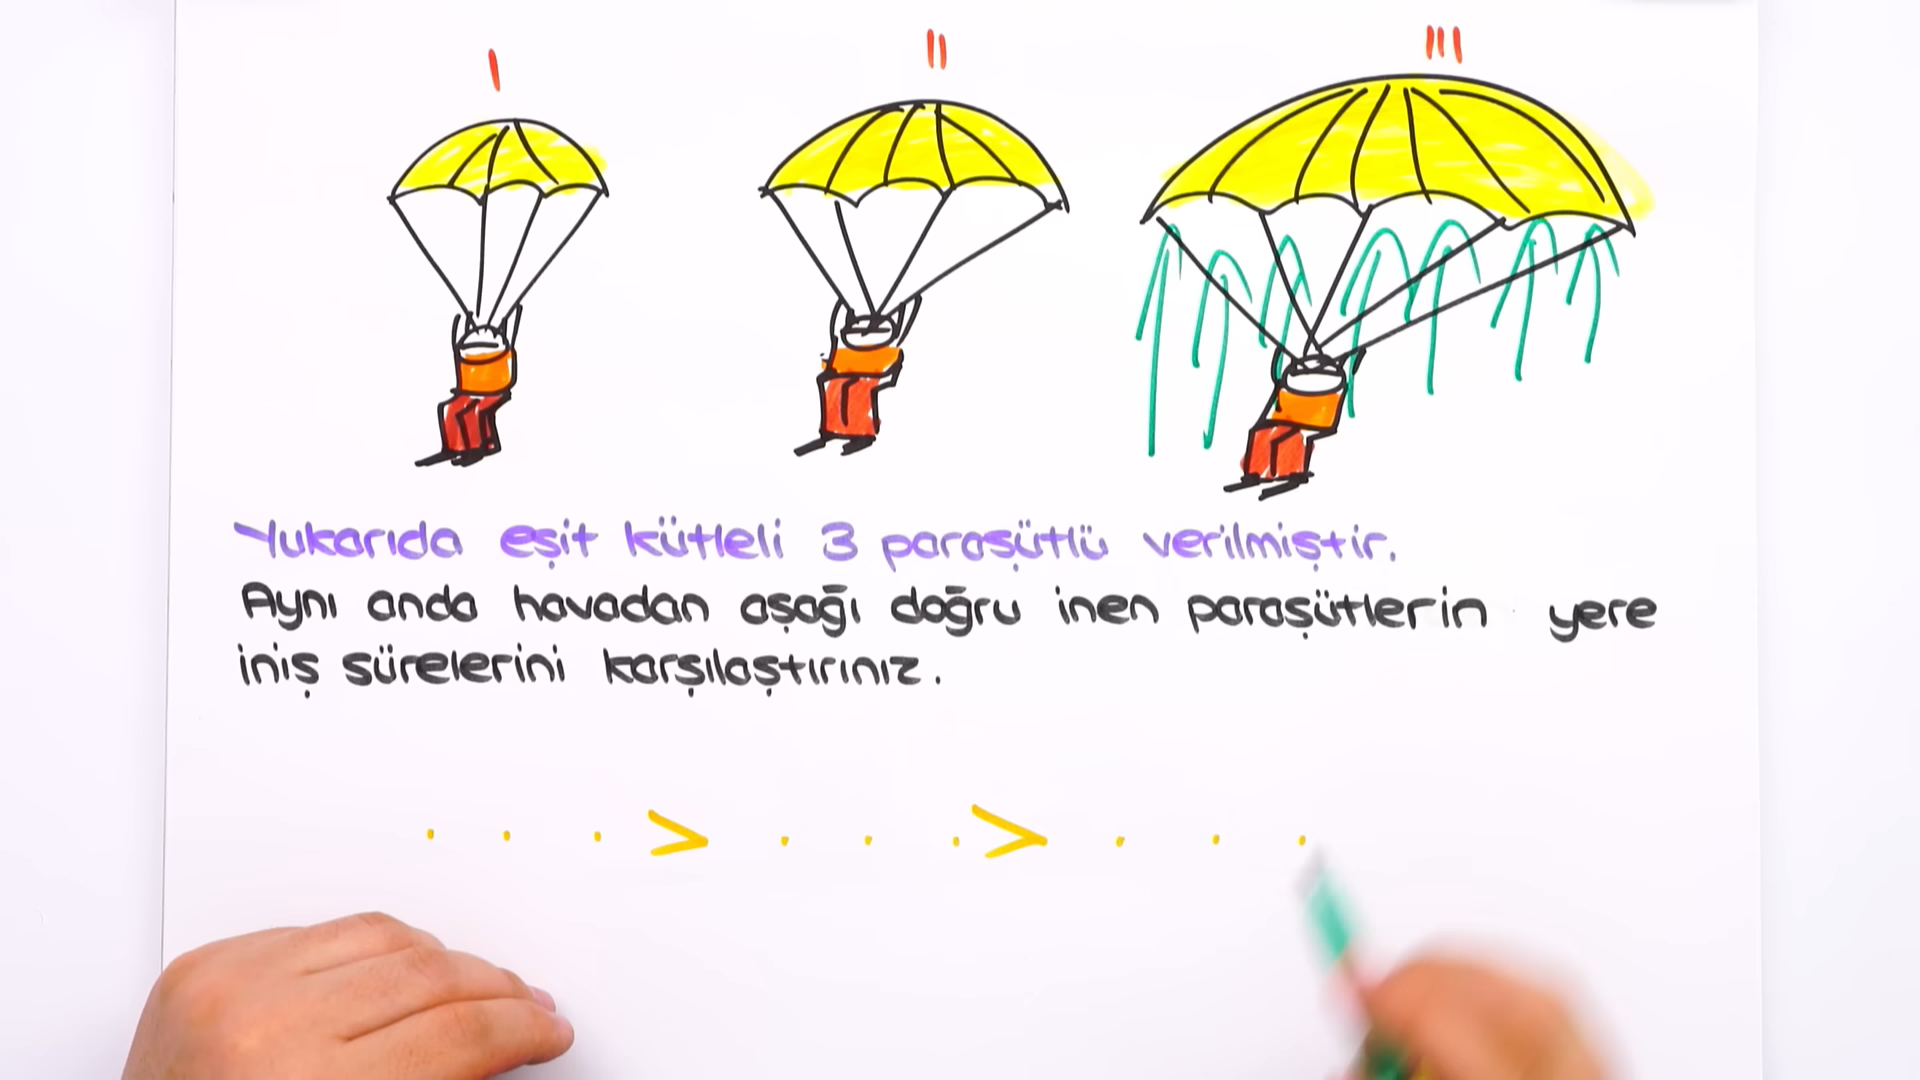 I II III
Yukarıda eşit kütleli 3 paraşütlü verilmiştir.
Aynı anda havadan aşağı doğru inen paraşütlerin yere
iniş sürelerini karşılaştırınız.
. . . > . . . > . . .